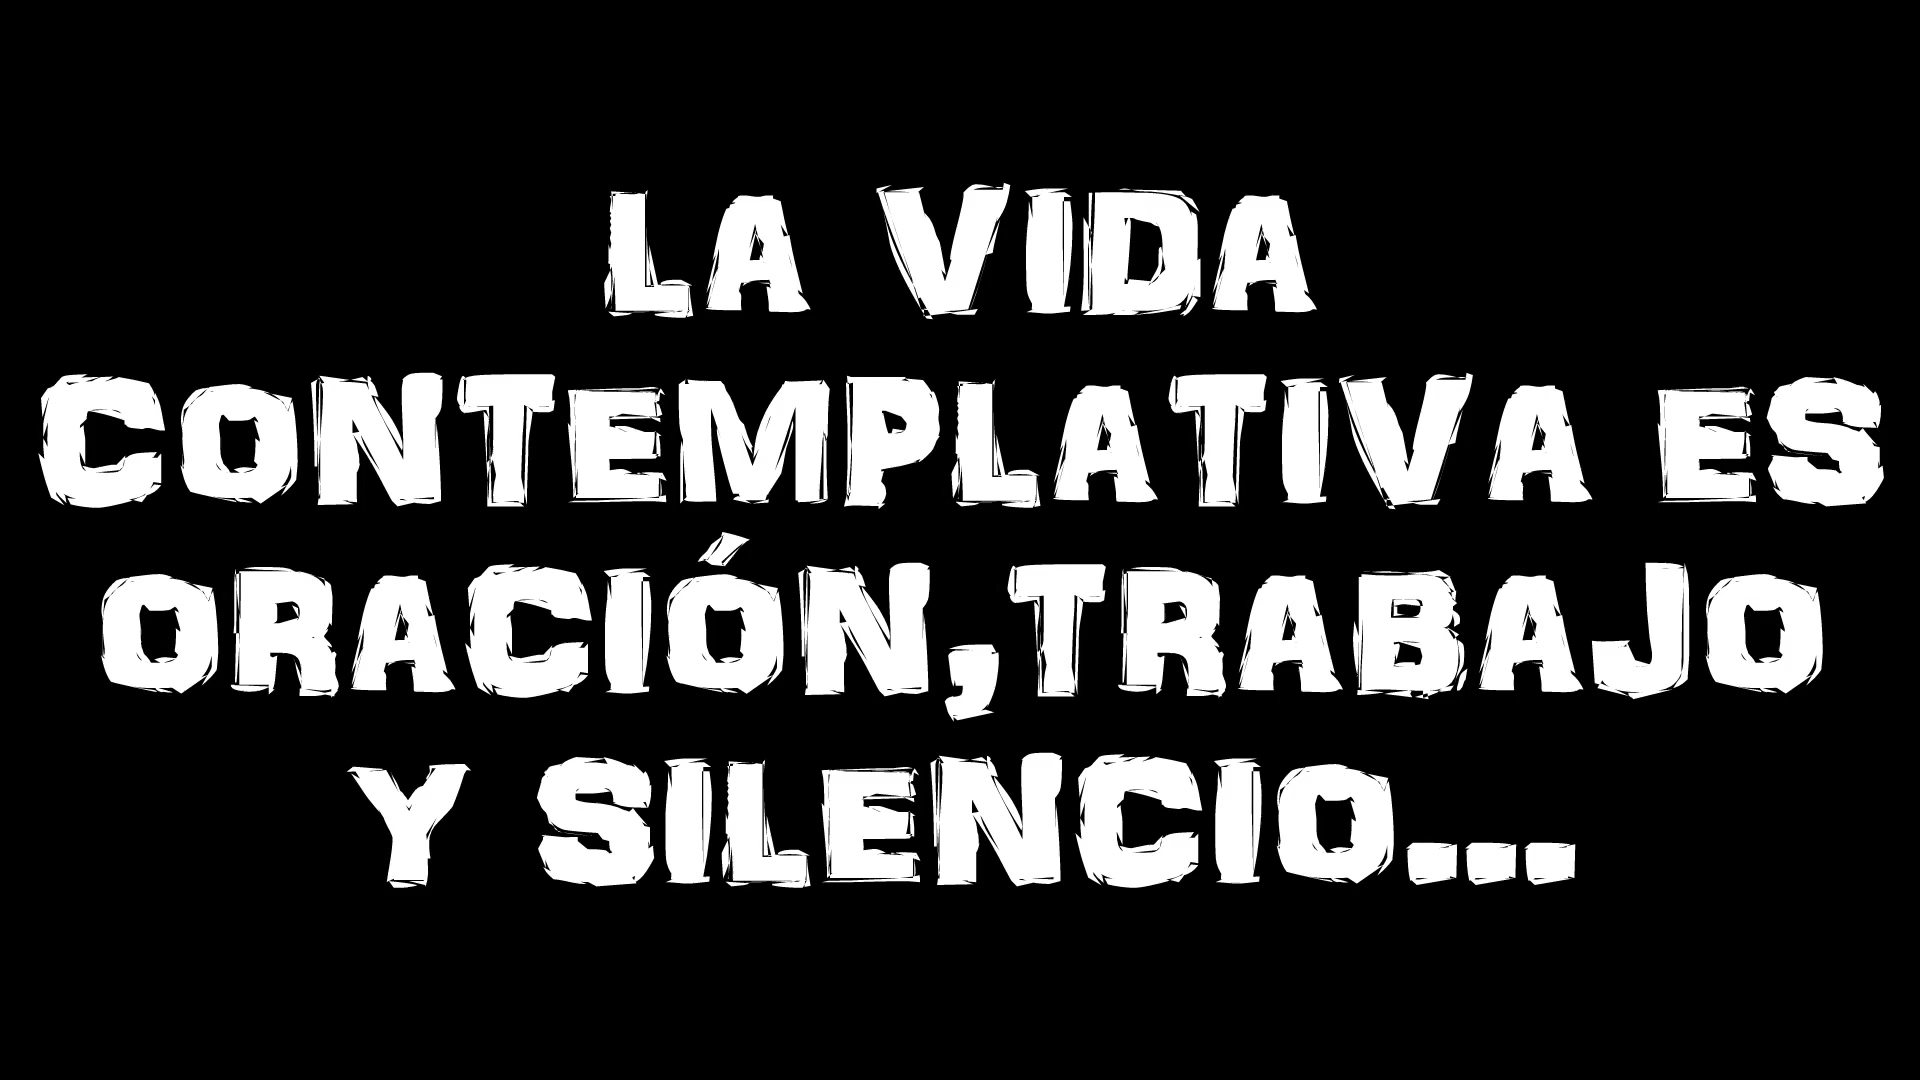 LA VIDA
CONTEMPLATIVA ES
ORACIÓN,TRABAJO
Y SILENCIO...